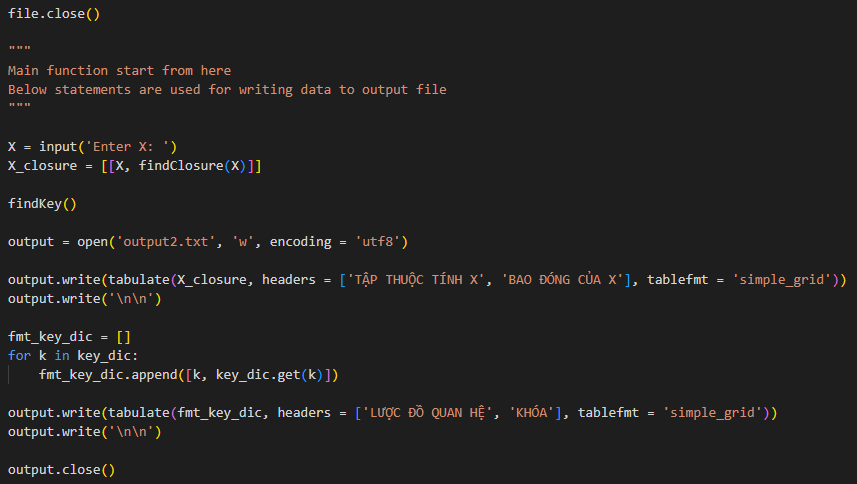 file.close()
"""
Main function start from here
Below statements are used for writing data to output file
"""
X = input('Enter X: ')
X_closure = [[X, findClosure(X)]]
findKey()
output = open('output2.txt', 'w', encoding = 'utf8')
output.write(tabulate(X_closure, headers = ['TẬP THUỘC TÍNH X', 'BAO ĐÓNG CỦA X'], tablefmt = 'simple_grid'))
output.write('\n\n')
fmt_key_dic = []
for k in key_dic:
    fmt_key_dic.append([k, key_dic.get(k)])
output.write(tabulate(fmt_key_dic, headers = ['LƯỢC ĐỒ QUAN HỆ', 'KHÓA'], tablefmt = 'simple_grid'))
output.write('\n\n')
output.close()